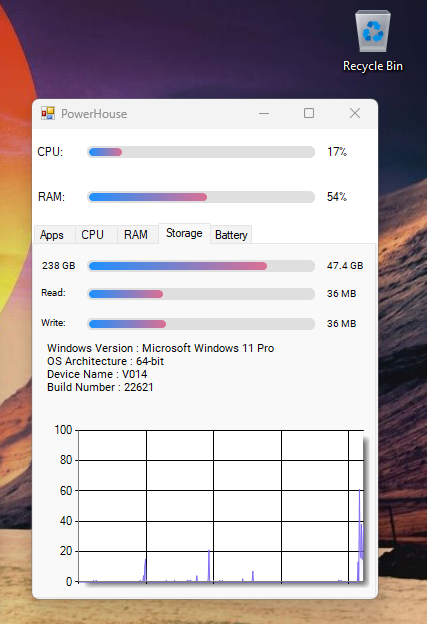 Recycle Bin
PowerHouse
CPU: 17%
RAM: 54%
Apps CPU RAM Storage Battery
238 GB 47.4 GB
Read: 36 MB
Write: 36 MB
Windows Version : Microsoft Windows 11 Pro
OS Architecture : 64-bit
Device Name : V014
Build Number : 22621
100
80
60
40
20
0